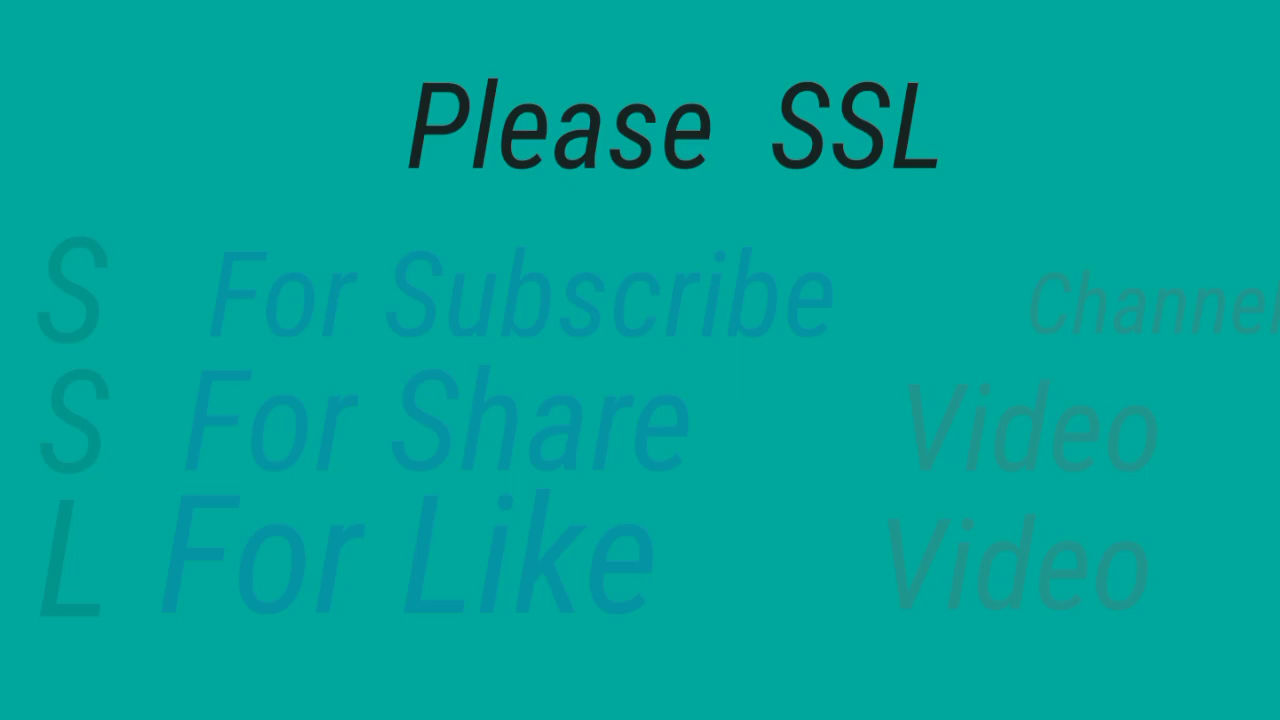 Please SSL
S For Subscribe Channel
S For Share Video
L For Like Video